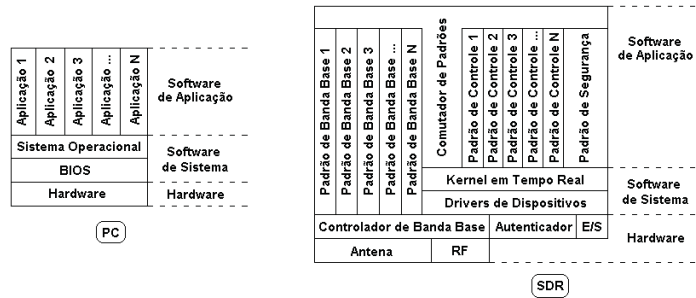 Aplicação 1
Aplicação 2
Aplicação 3
Aplicação ...
Aplicação N
Software
de Aplicação
Sistema Operacional
BIOS
Software
de Sistema
Hardware
Hardware
PC
Padrão de Banda Base 1
Padrão de Banda Base 2
Padrão de Banda Base 3
Padrão de Banda Base ...
Padrão de Banda Base N
Comutador de Padrões
Padrão de Controle 1
Padrão de Controle 2
Padrão de Controle 3
Padrão de Controle ...
Padrão de Controle N
Padrão de Segurança
Software
de Aplicação
Kernel em Tempo Real
Drivers de Dispositivos
Software
de Sistema
Controlador de Banda Base
Autenticador
E/S
Hardware
Antena
RF
SDR